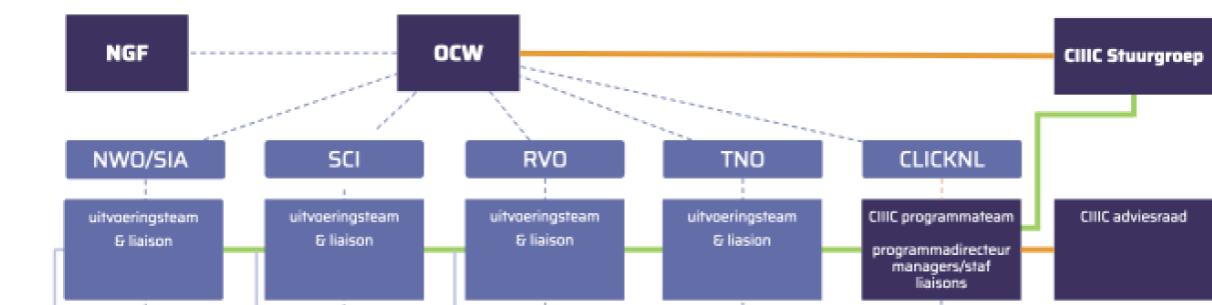 NGF
OCW
CIIIC Stuurgroep
NWO/SIA
SCI
RVO
TNO
CLICKNL
uitvoeringsteam
& liaison
uitvoeringsteam
& liaison
uitvoeringsteam
& liaison
uitvoeringsteam
& liasion
CIIIC programmateam
programmadirecteur
managers/staf
liaisons
CIIIC adviesraad